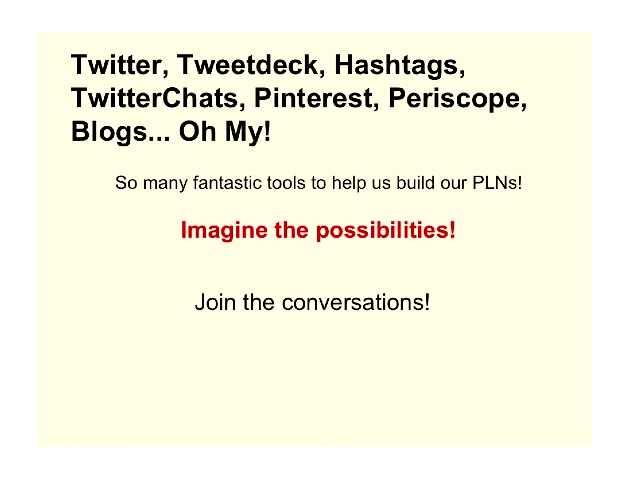 Twitter, Tweetdeck, Hashtags,
TwitterChats, Pinterest, Periscope,
Blogs... Oh My!
So many fantastic tools to help us build our PLNs!
Imagine the possibilities!
Join the conversations!